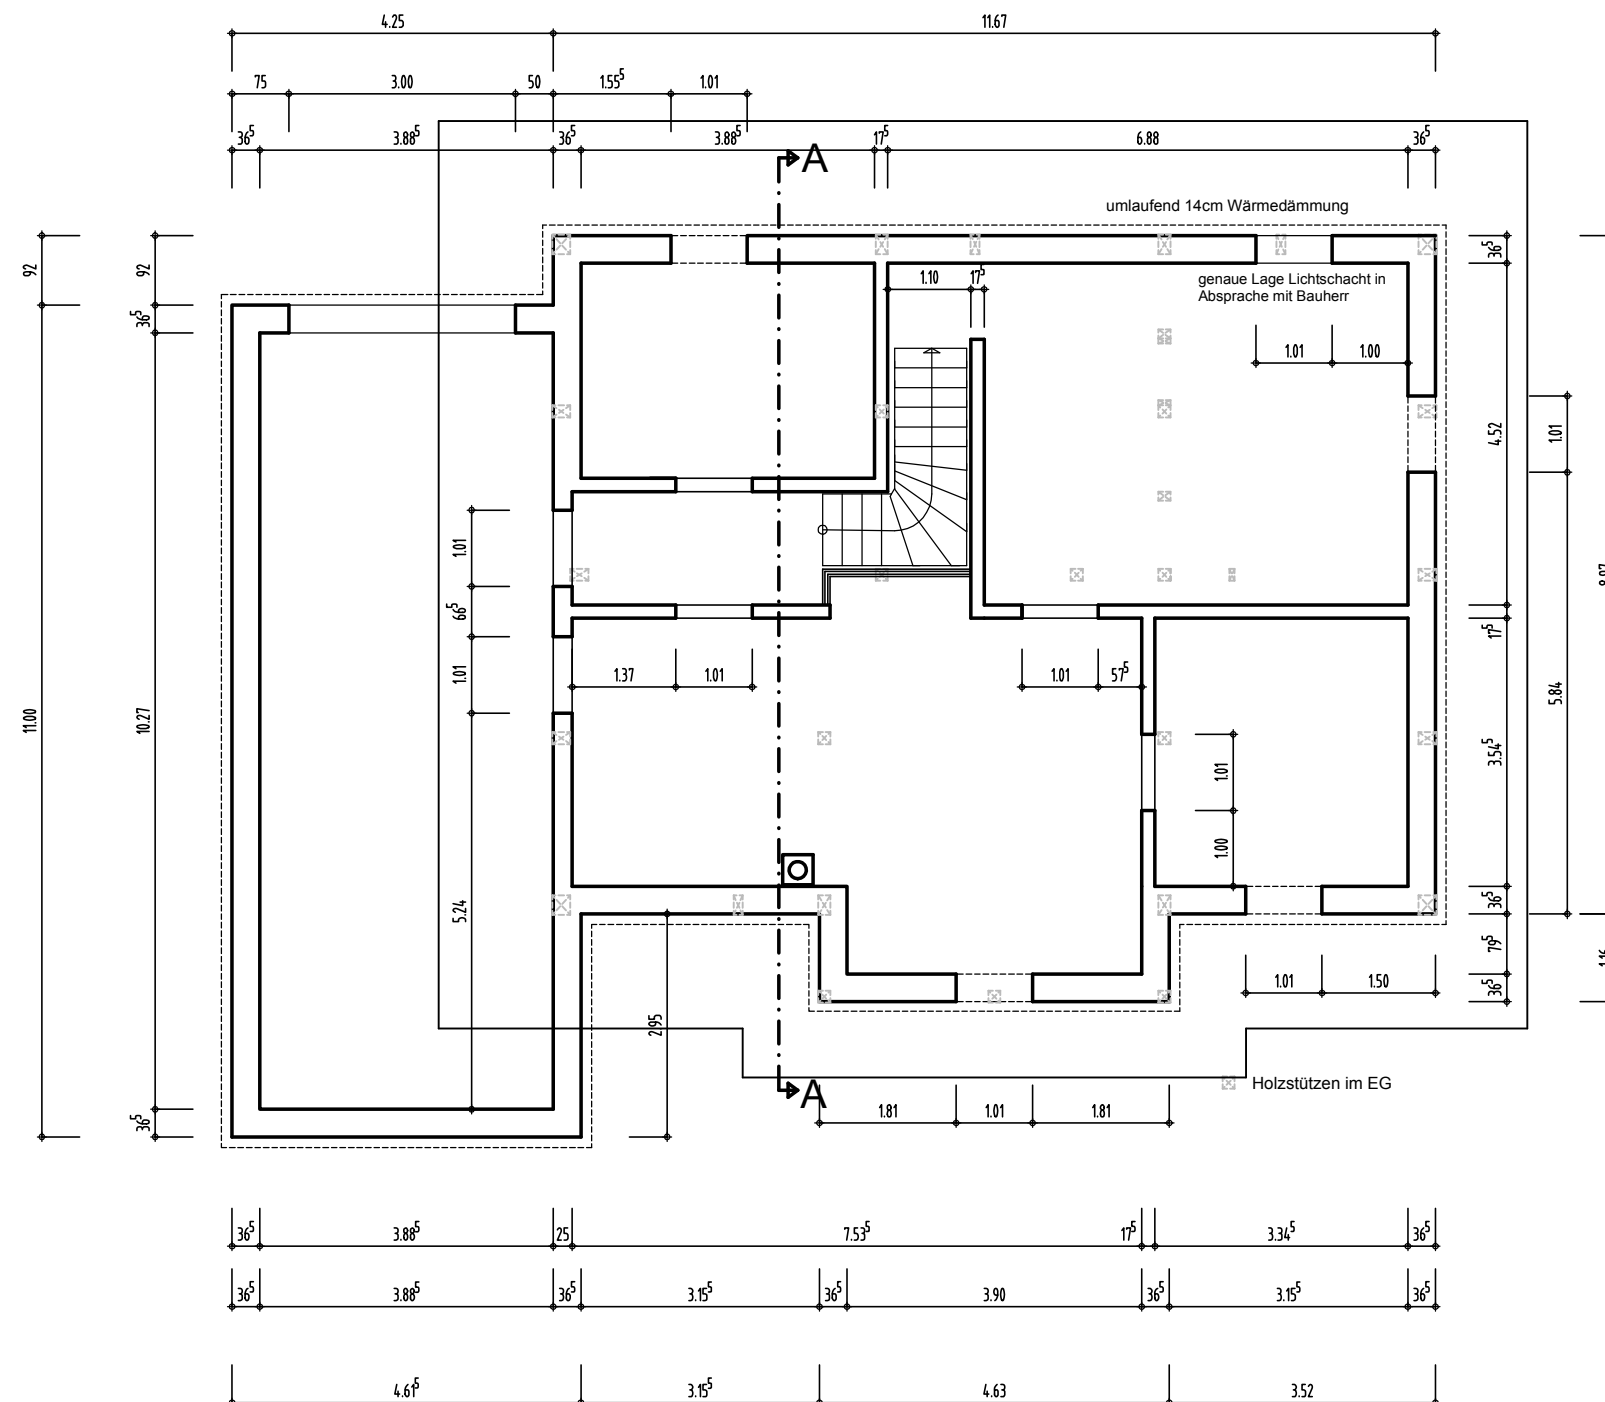 4.25 11.67
75 3.00 50 1.55⁵ 1.01
36⁵ 3.88⁵ 36⁵ 3.88⁵ 17⁵ 6.88 36⁵
A
umlaufend 14cm Wärmedämmung
92 92 36⁵
genaue Lage Lichtschacht in
Absprache mit Bauherr
1.10 17⁵
36⁵
1.01 1.00
4.52 1.01
1.01
66⁵
1.01
17⁵
1.37 1.01 1.01 57⁵
11.00 10.27
5.84
3.54⁵
1.01
1.00
5.24
36⁵
79⁵
36⁵
1.01 1.50
2.95
Holzstützen im EG
A
1.81 1.01 1.81
36⁵
36⁵ 3.88⁵ 25 7.53⁵ 17⁵ 3.34⁵ 36⁵
36⁵ 3.88⁵ 36⁵ 3.15⁵ 36⁵ 3.90 36⁵ 3.15⁵ 36⁵
4.61⁵ 3.15⁵ 4.63 3.52